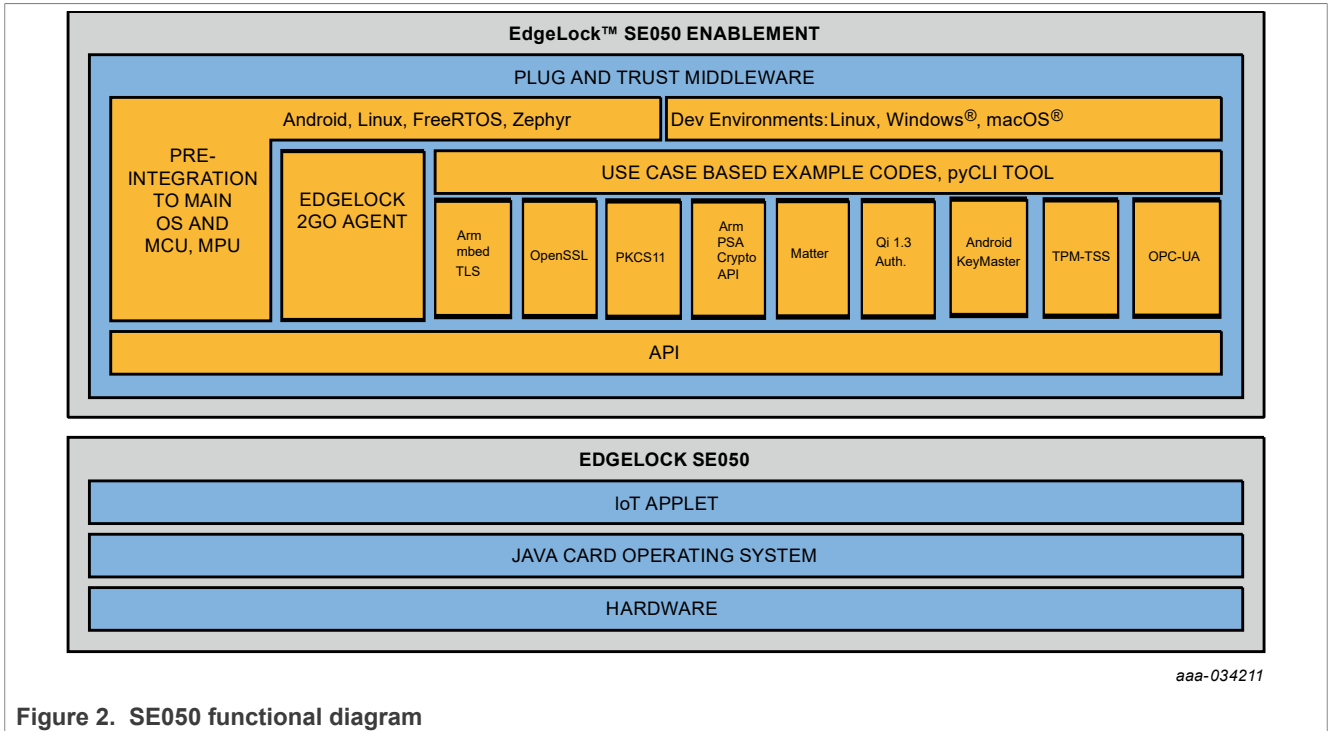 EdgeLock™ SE050 ENABLEMENT
PLUG AND TRUST MIDDLEWARE
Android, Linux, FreeRTOS, Zephyr
Dev Environments:Linux, Windows®, macOS®
PRE-
INTEGRATION
TO MAIN
OS AND
MCU, MPU
EDGELOCK
2GO AGENT
USE CASE BASED EXAMPLE CODES, pyCLI TOOL
Arm
mbed
TLS
OpenSSL
PKCS11
Arm
PSA
Crypto
API
Matter
Qi 1.3
Auth.
Android
KeyMaster
TPM-TSS
OPC-UA
API
EDGELOCK SE050
IoT APPLET
JAVA CARD OPERATING SYSTEM
HARDWARE
aaa-034211
Figure 2. SE050 functional diagram